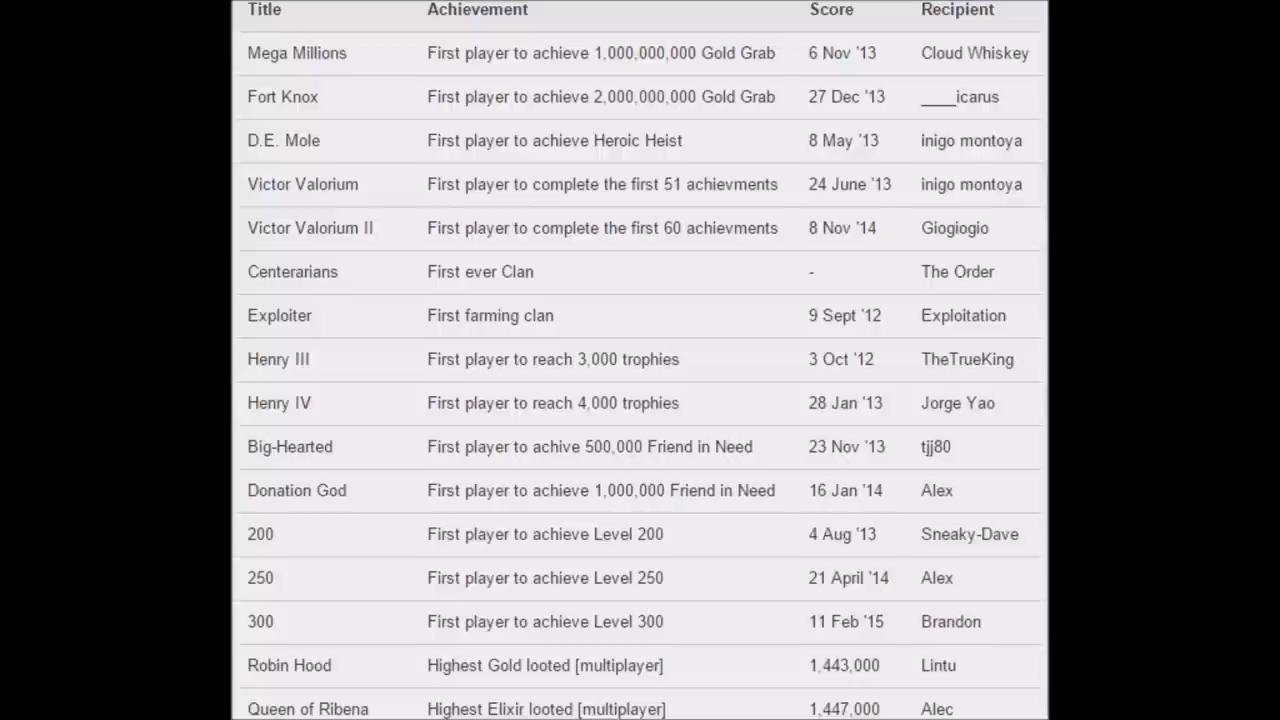 Title Achievement Score Recipient
Mega Millions First player to achieve 1,000,000,000 Gold Grab 6 Nov '13 Cloud Whiskey
Fort Knox First player to achieve 2,000,000,000 Gold Grab 27 Dec '13 ____icarus
D.E. Mole First player to achieve Heroic Heist 8 May '13 inigo montoya
Victor Valorium First player to complete the first 51 achievments 24 June '13 inigo montoya
Victor Valorium II First player to complete the first 60 achievments 8 Nov '14 Giogiogio
Centerarians First ever Clan - The Order
Exploiter First farming clan 9 Sept '12 Exploitation
Henry III First player to reach 3,000 trophies 3 Oct '12 TheTrueKing
Henry IV First player to reach 4,000 trophies 28 Jan '13 Jorge Yao
Big-Hearted First player to achive 500,000 Friend in Need 23 Nov '13 tjj80
Donation God First player to achieve 1,000,000 Friend in Need 16 Jan '14 Alex
200 First player to achieve Level 200 4 Aug '13 Sneaky-Dave
250 First player to achieve Level 250 21 April '14 Alex
300 First player to achieve Level 300 11 Feb '15 Brandon
Robin Hood Highest Gold looted [multiplayer] 1,443,000 Lintu
Queen of Ribena Highest Elixir looted [multiplayer] 1,447,000 Alec